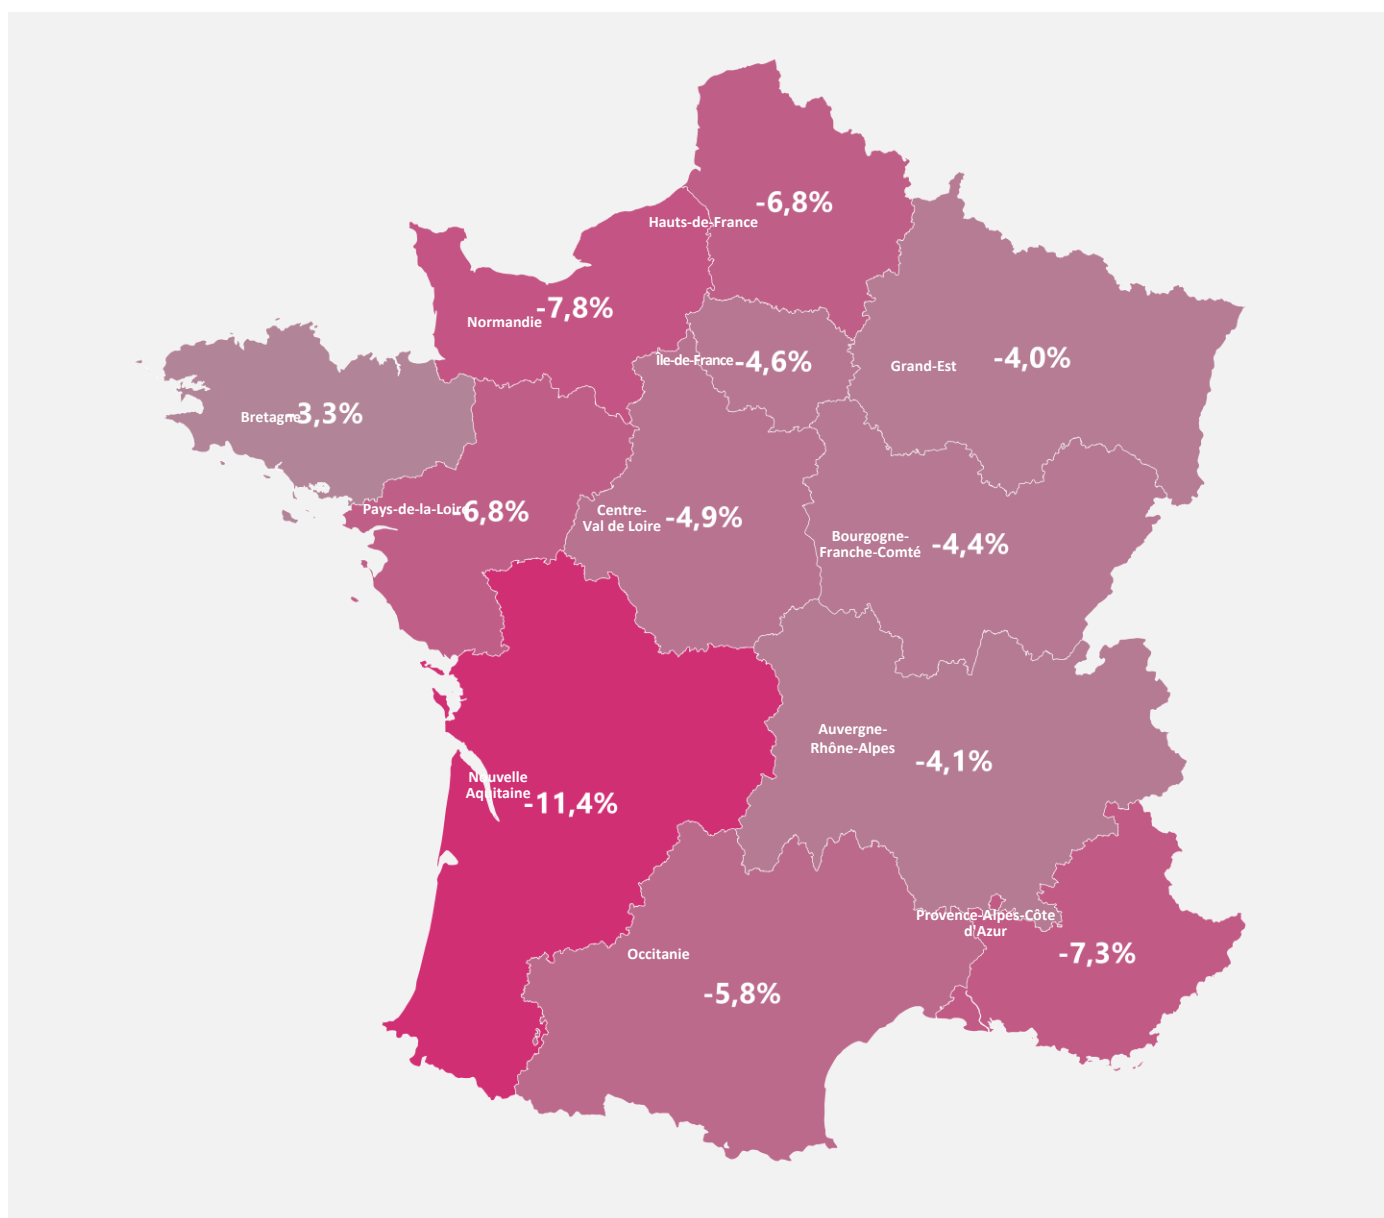 -6,8%
Hauts-de-France
-7,8%
Normandie
Île-de-France
-4,6%
Grand-Est
-4,0%
Bretagne
-3,3%
Pays-de-la-Loire
-6,8%
Centre-
Val de Loire
-4,9%
Bourgogne-
Franche-Comté
-4,4%
Auvergne-
Rhône-Alpes
-4,1%
Nouvelle
Aquitaine
-11,4%
Provence-Alpes-Côte
d'Azur
-7,3%
Occitanie
-5,8%